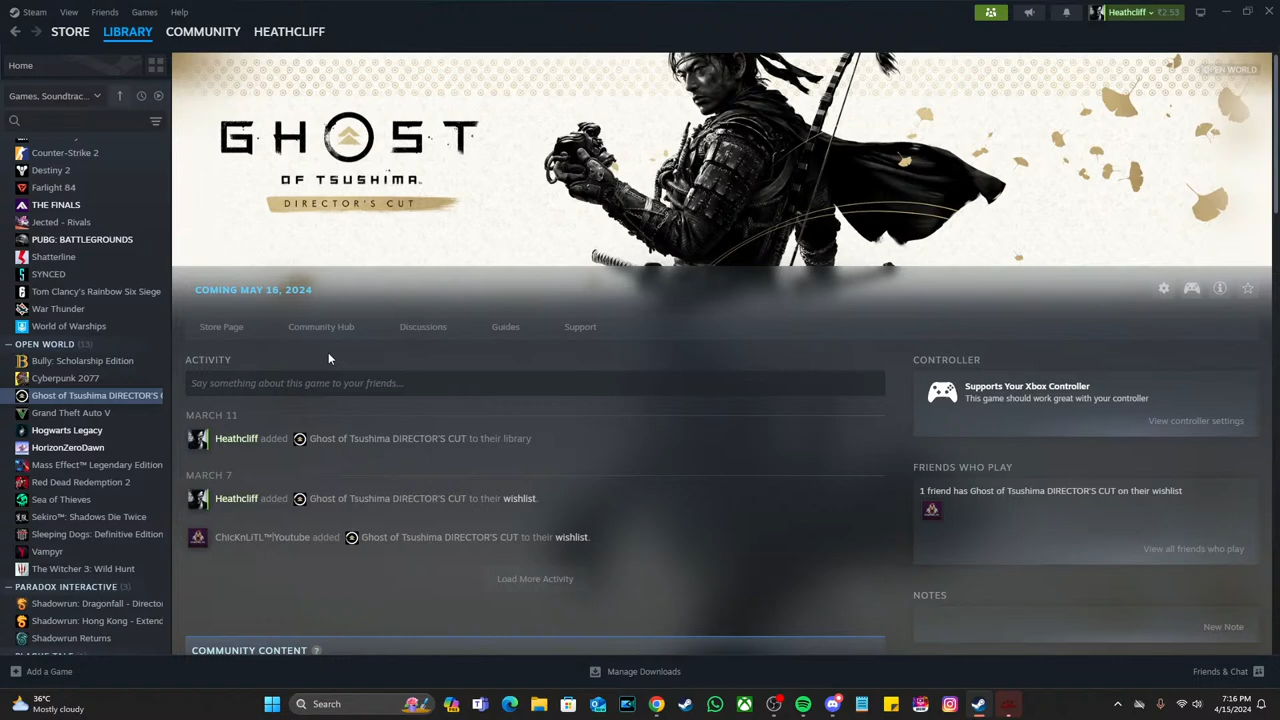 Steam View Friends Games Help
Heathcliff ₹2.53
STORE LIBRARY COMMUNITY HEATHCLIFF
Home
Games, Soundtrac...
Counter-Strike 2
Destiny 2
Farlight 84
THE FINALS
Jected - Rivals
PUBG: BATTLEGROUNDS
Shatterline
SYNCED
Tom Clancy's Rainbow Six Siege
War Thunder
World of Warships
OPEN WORLD (13)
Bully: Scholarship Edition
Cyberpunk 2077
Ghost of Tsushima DIRECTOR'S C
Grand Theft Auto V
Hogwarts Legacy
HorizonZeroDawn
Mass Effect™ Legendary Edition
Red Dead Redemption 2
Sea of Thieves
Sekiro™: Shadows Die Twice
Sleeping Dogs: Definitive Edition
Vampyr
The Witcher 3: Wild Hunt
PARADOX INTERACTIVE (3)
Shadowrun: Dragonfall - Director
Shadowrun: Hong Kong - Extend
Shadowrun Returns
OPEN WORLD
GHOST
OF TSUSHIMA
DIRECTOR'S CUT
COMING MAY 16, 2024
Store Page Community Hub Discussions Guides Support
ACTIVITY
Say something about this game to your friends...
MARCH 11
Heathcliff added Ghost of Tsushima DIRECTOR'S CUT to their library
MARCH 7
Heathcliff added Ghost of Tsushima DIRECTOR'S CUT to their wishlist.
ChIcKnLiTL™|Youtube added Ghost of Tsushima DIRECTOR'S CUT to their wishlist.
Load More Activity
COMMUNITY CONTENT ?
CONTROLLER
Supports Your Xbox Controller
This game should work great with your controller
View controller settings
FRIENDS WHO PLAY
1 friend has Ghost of Tsushima DIRECTOR'S CUT on their wishlist
View all friends who play
NOTES
New Note
Add a Game Manage Downloads Friends & Chat
36°C
Mostly cloudy
Search
7:16 PM
4/15/2024